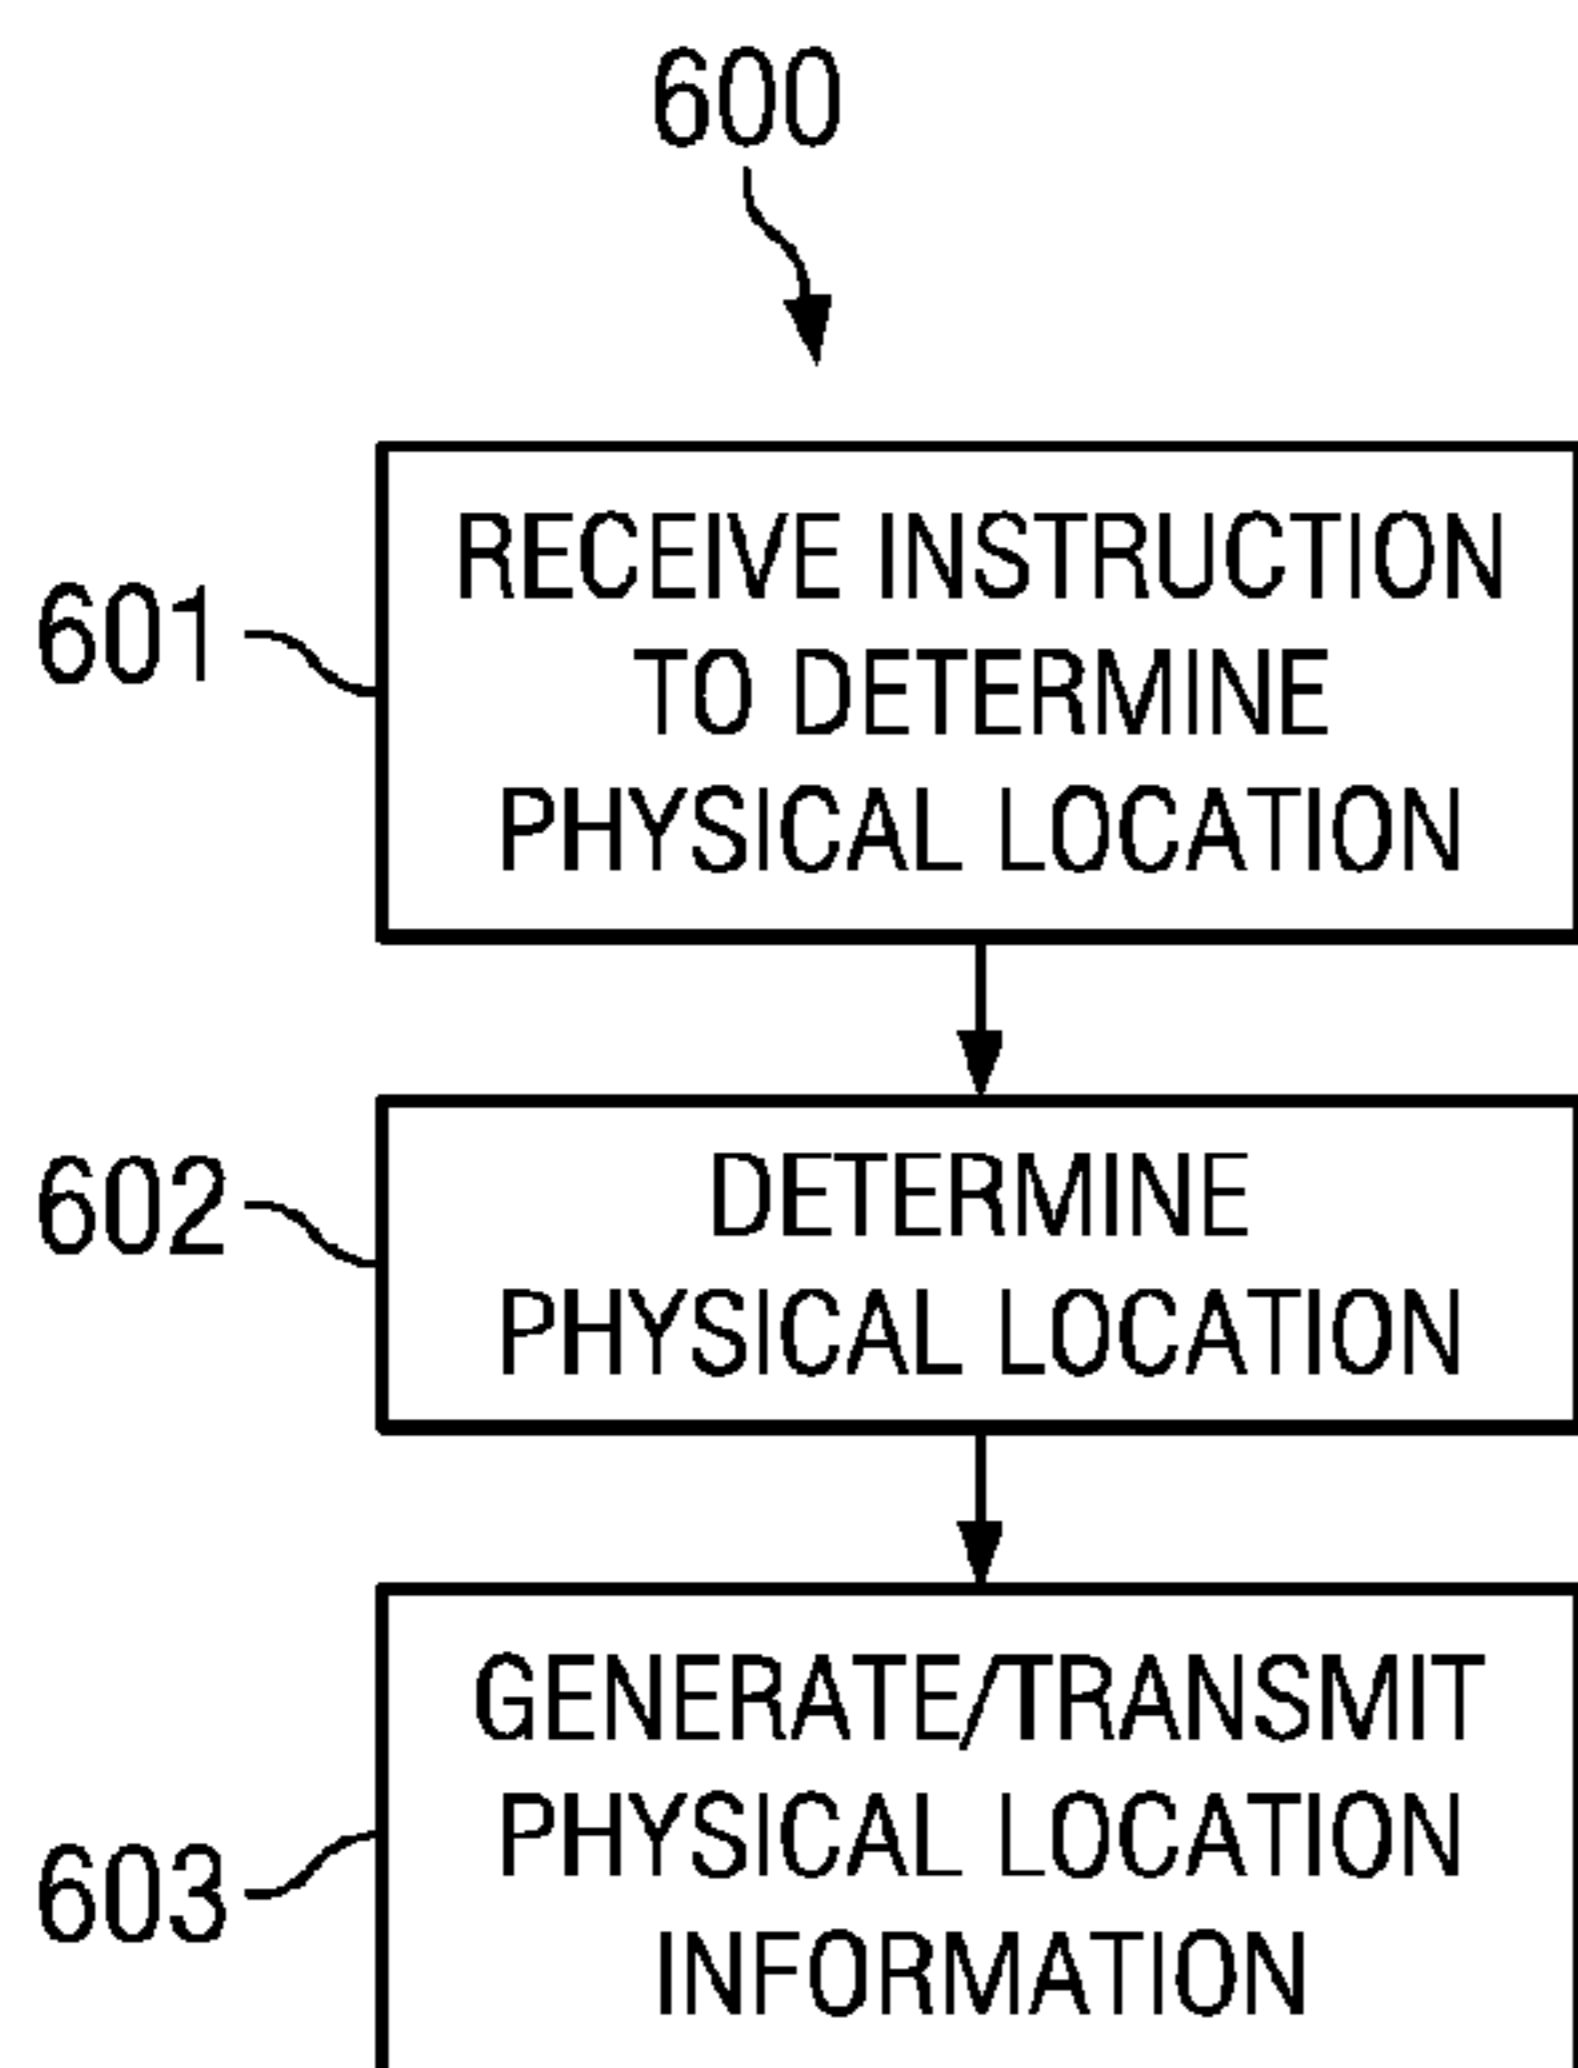 600
601
RECEIVE INSTRUCTION
TO DETERMINE
PHYSICAL LOCATION
602
DETERMINE
PHYSICAL LOCATION
603
GENERATE/TRANSMIT
PHYSICAL LOCATION
INFORMATION